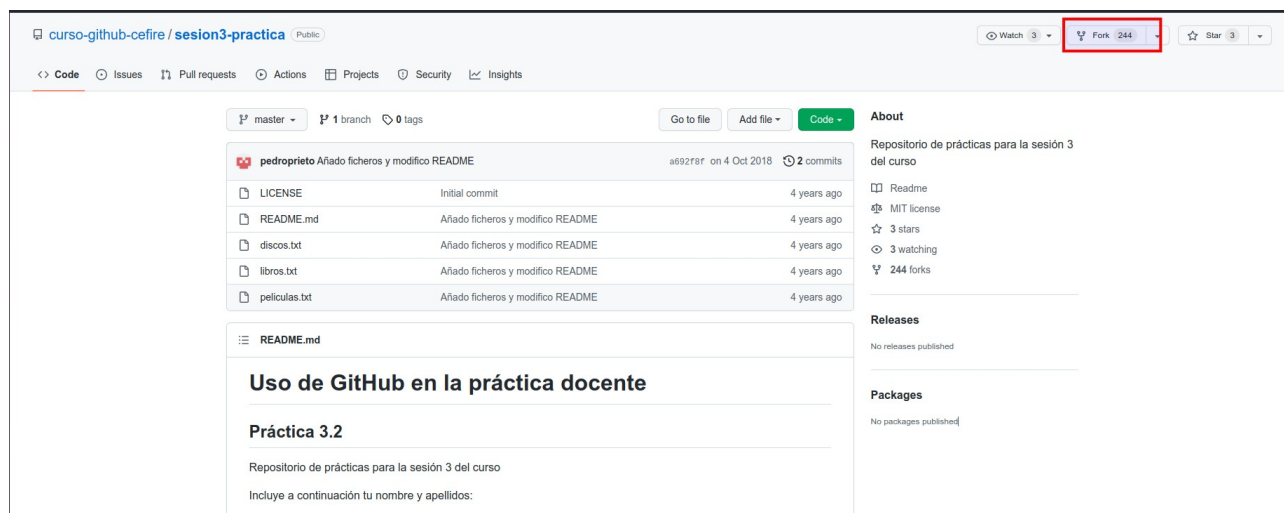 curso-github-cefire / sesion3-practica Public
Watch 3 Fork 244 Star 3
<> Code Issues Pull requests Actions Projects Security Insights
master 1 branch 0 tags Go to file Add file Code
pedroprieto Añado ficheros y modifico README a692f8f on 4 Oct 2018 2 commits
LICENSE Initial commit 4 years ago
README.md Añado ficheros y modifico README 4 years ago
discos.txt Añado ficheros y modifico README 4 years ago
libros.txt Añado ficheros y modifico README 4 years ago
peliculas.txt Añado ficheros y modifico README 4 years ago
README.md
Uso de GitHub en la práctica docente
Práctica 3.2
Repositorio de prácticas para la sesión 3 del curso
Incluye a continuación tu nombre y apellidos:
About
Repositorio de prácticas para la sesión 3
del curso
Readme
MIT license
3 stars
3 watching
244 forks
Releases
No releases published
Packages
No packages published